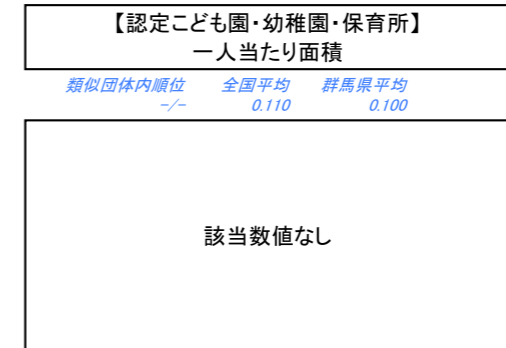 【認定こども園・幼稚園・保育所】
一人当たり面積
類似団体内順位 全国平均 群馬県平均
-/- 0.110 0.100
該当数値なし